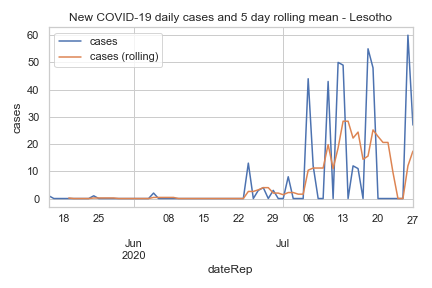 New COVID-19 daily cases and 5 day rolling mean - Lesotho
cases
cases (rolling)
60
50
40
30
20
10
0
cases
18 25 08 15 22 29 06 13 20 27
Jun Jul
2020
dateRep